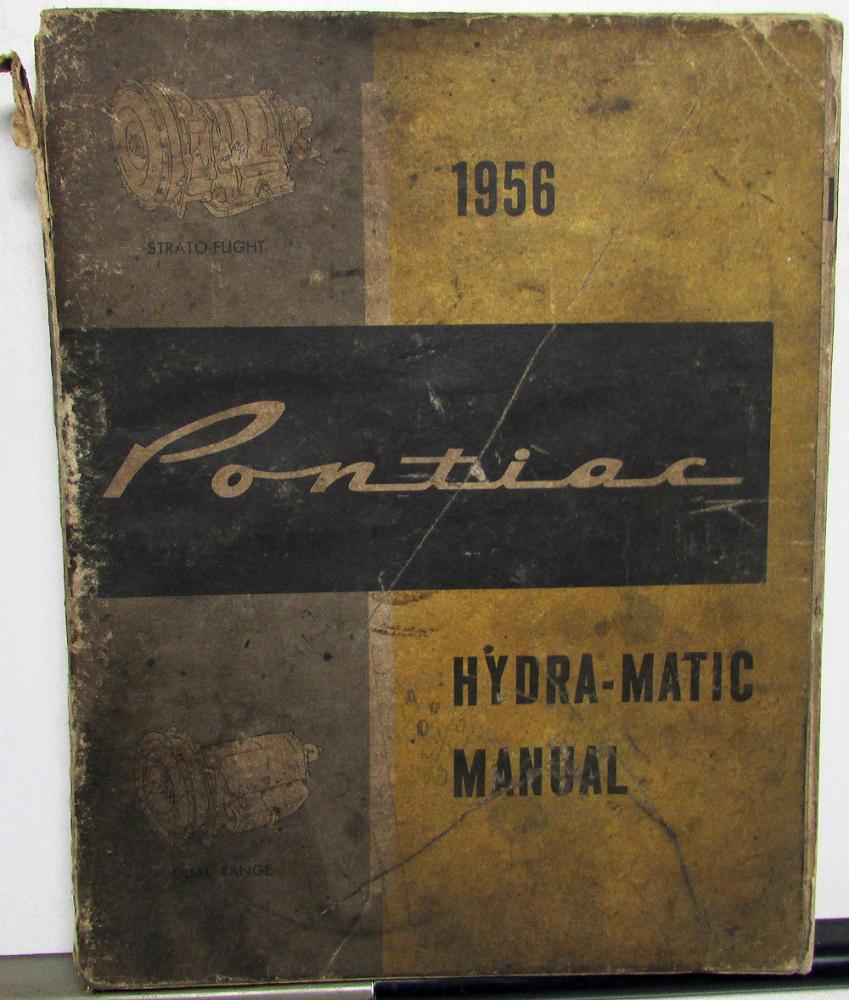 1956
STRATO-FLIGHT
Pontiac
HYDRA-MATIC
MANUAL
DUAL RANGE